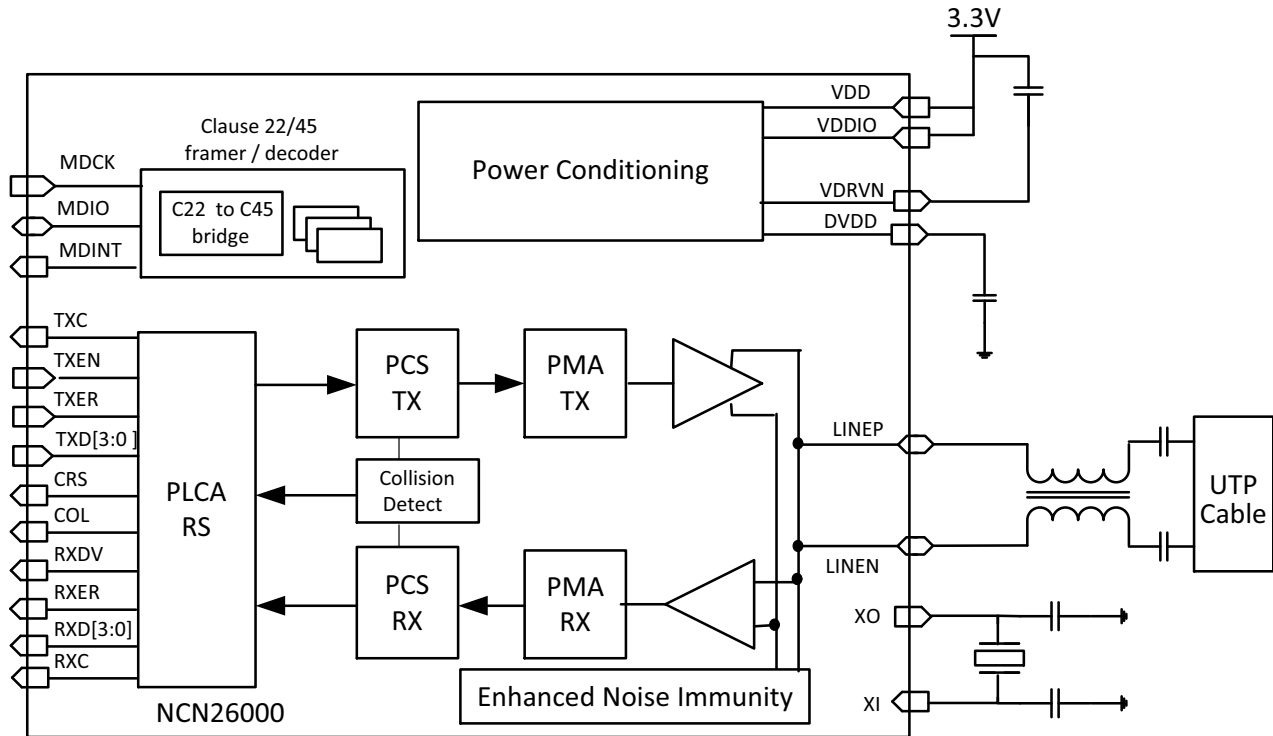 3.3V
Clause 22/45
framer / decoder
MDCK
MDIO
MDINT
C22 to C45
bridge
Power Conditioning
VDD
VDDIO
VDRVN
DVDD
TXC
TXEN
TXER
TXD[3:0 ]
CRS
COL
RXDV
RXER
RXD[3:0]
RXC
PLCA
RS
PCS
TX
PMA
TX
Collision
Detect
PCS
RX
PMA
RX
Enhanced Noise Immunity
NCN26000
LINEP
LINEN
XO
XI
UTP
Cable